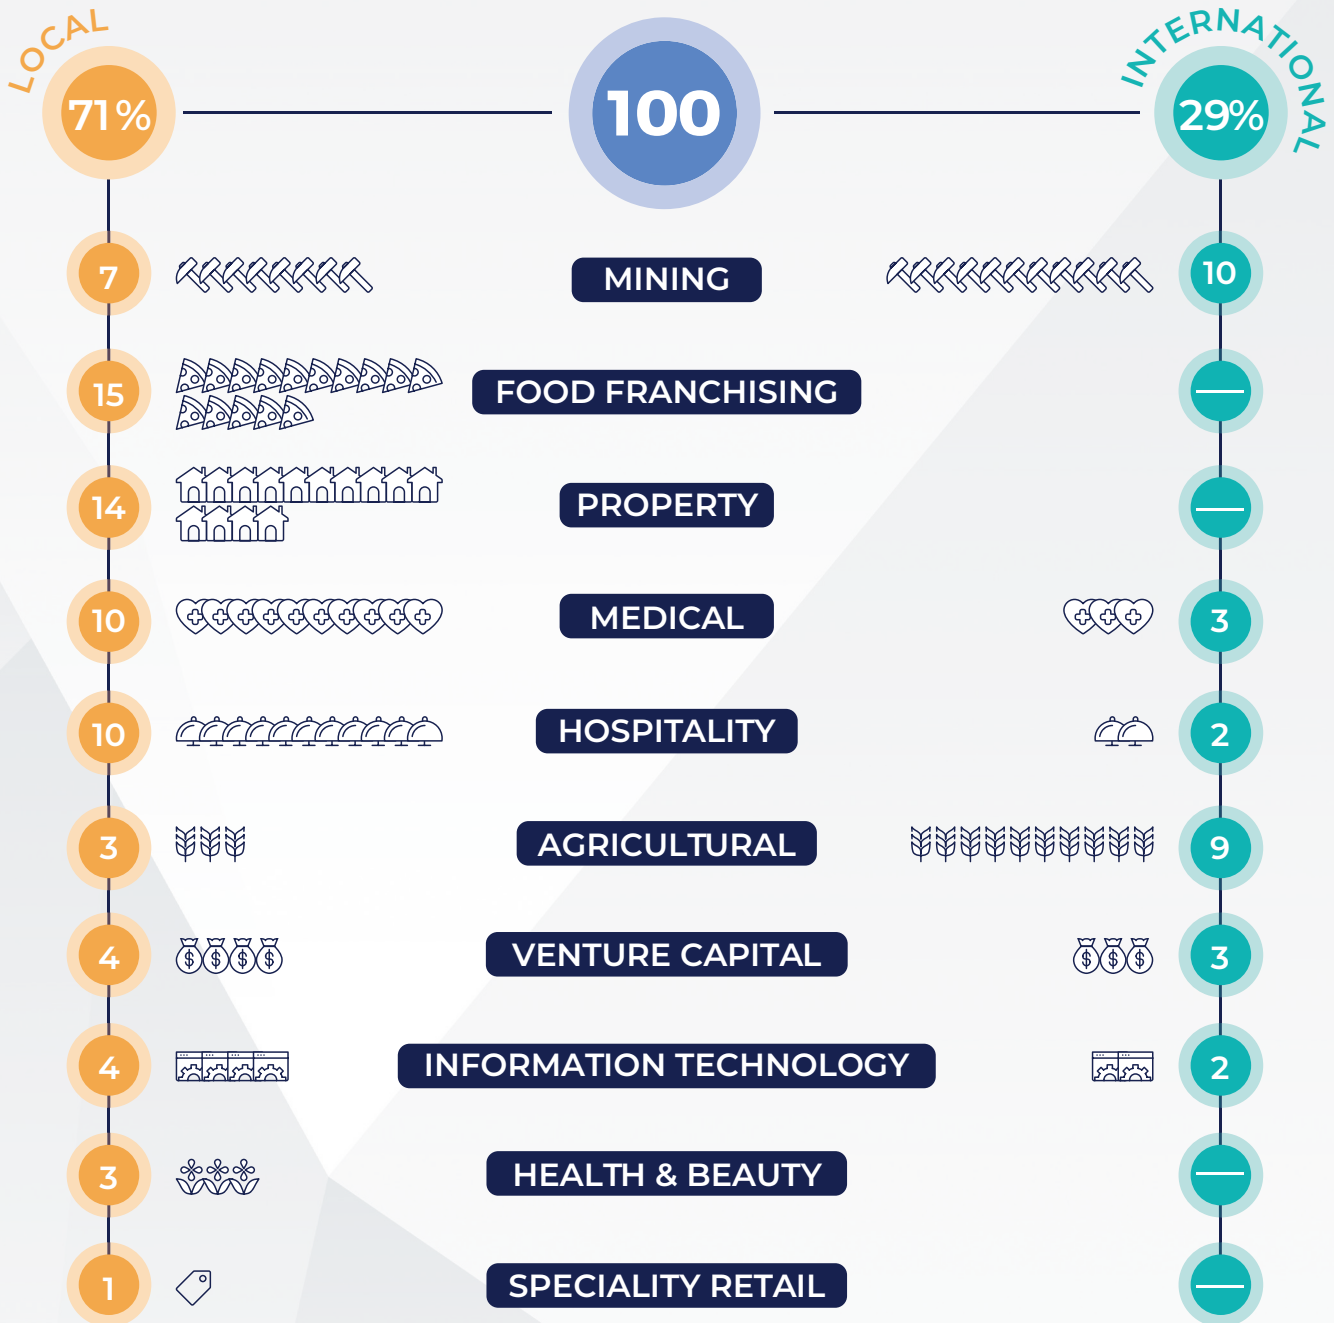 LOCAL
INTERNATIONAL
71% 100 29%
7 MINING 10
15 FOOD FRANCHISING —
14 PROPERTY —
10 MEDICAL 3
10 HOSPITALITY 2
3 AGRICULTURAL 9
$ $ $ $ $ $ $
4 VENTURE CAPITAL 3
4 INFORMATION TECHNOLOGY 2
3 HEALTH & BEAUTY —
1 SPECIALITY RETAIL —